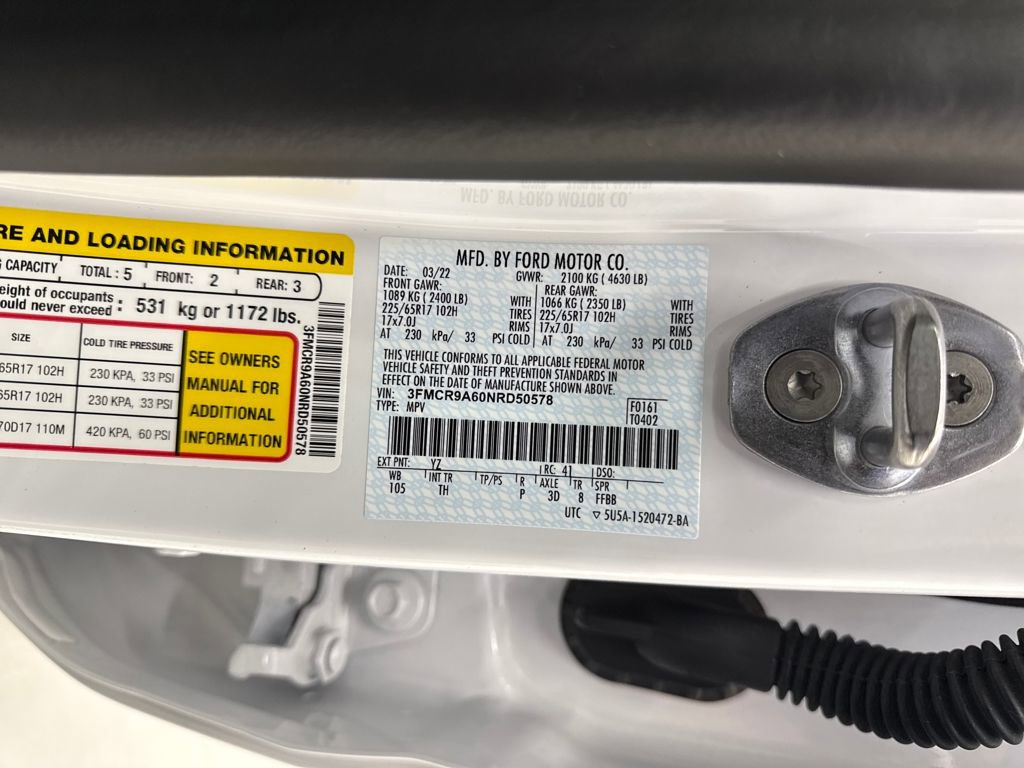 RE AND LOADING INFORMATION
G CAPACITY TOTAL : 5 FRONT: 2 REAR: 3
eight of occupants
ould never exceed : 531 kg or 1172 lbs.
SIZE COLD TIRE PRESSURE
65R17 102H 230 KPA, 33 PSI
65R17 102H 230 KPA, 33 PSI
70D17 110M 420 KPA, 60 PSI
SEE OWNERS
MANUAL FOR
ADDITIONAL
INFORMATION
3FMCR9A60NRD50578
MFD. BY FORD MOTOR CO.
DATE: 03/22 GVWR: 2100 KG ( 4630 LB)
FRONT GAWR: REAR GAWR:
1089 KG ( 2400 LB) WITH 1066 KG ( 2350 LB) WITH
225/65R17 102H TIRES 225/65R17 102H TIRES
17x7.0J RIMS 17x7.0J RIMS
AT 230 kPa/ 33 PSI COLD AT 230 kPa/ 33 PSI COLD
THIS VEHICLE CONFORMS TO ALL APPLICABLE FEDERAL MOTOR
VEHICLE SAFETY AND THEFT PREVENTION STANDARDS IN
EFFECT ON THE DATE OF MANUFACTURE SHOWN ABOVE.
VIN: 3FMCR9A60NRD50578 F0161
TYPE: MPV T0402
EXT PNT: YZ RC: 41 DSO:
WB INT TR TP/PS R AXLE TR SPR
105 TH P 3D 8 FFBB
UTC ▽ 5U5A-1520472-BA